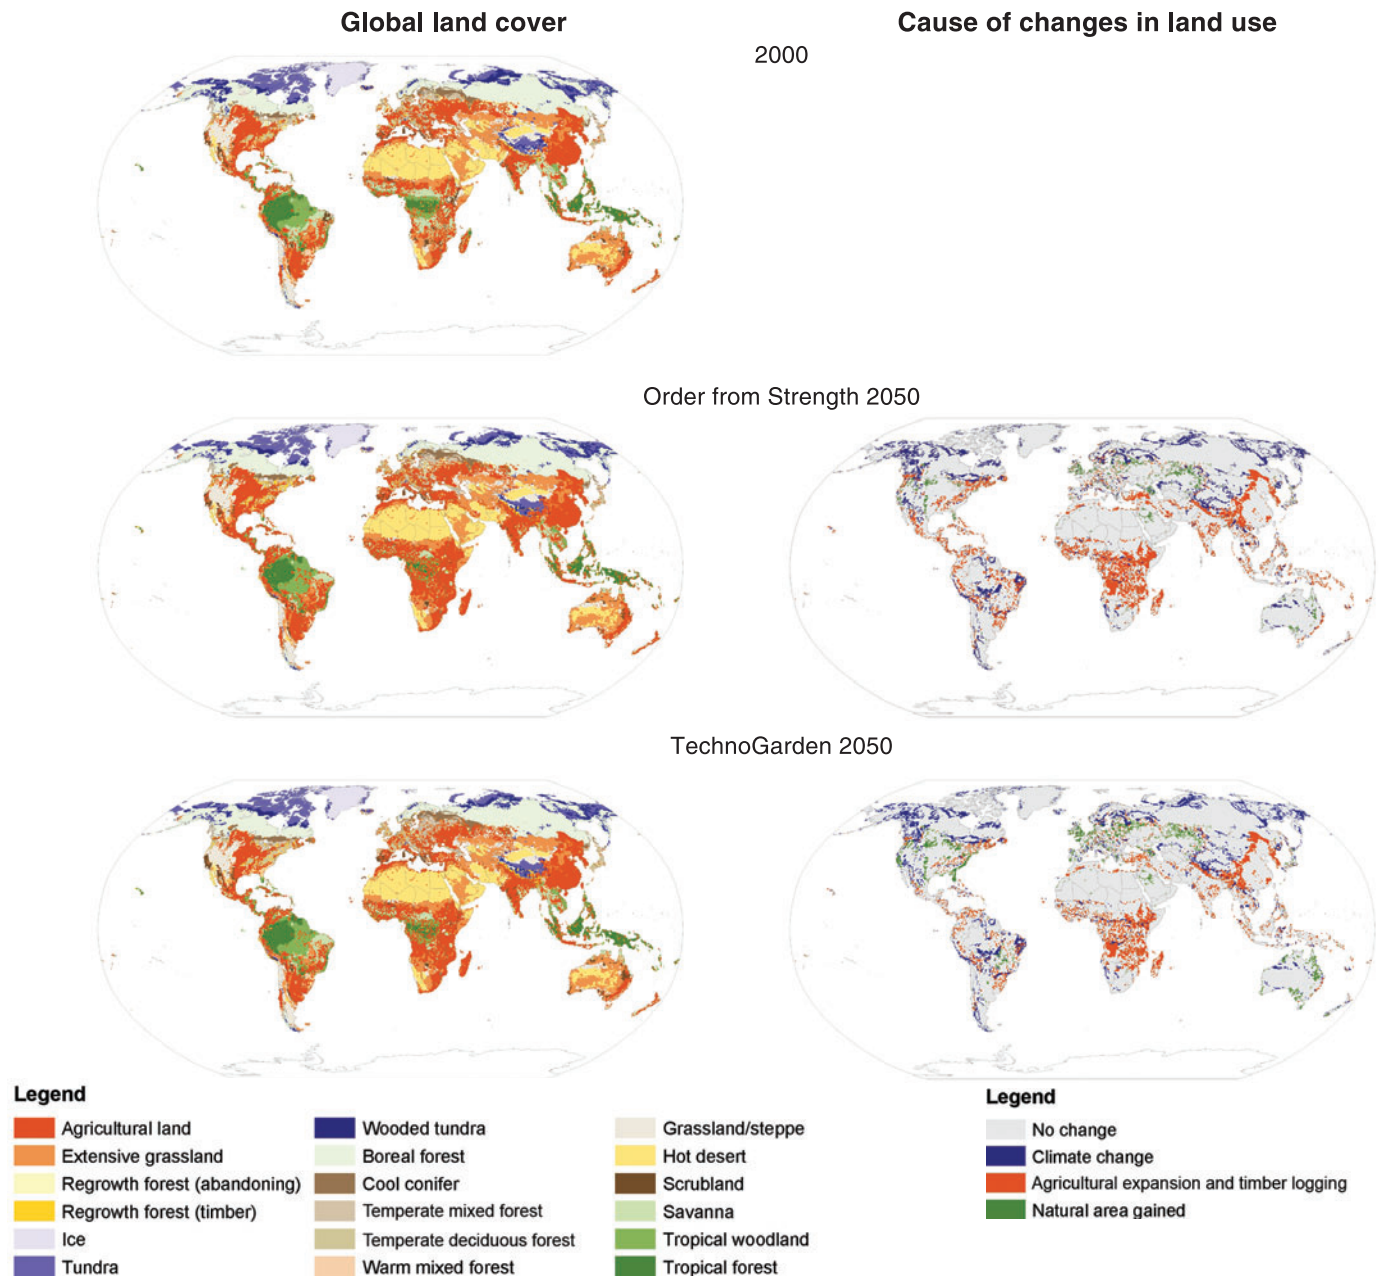 Global land cover
Cause of changes in land use
2000
Order from Strength 2050
TechnoGarden 2050
Legend
Agricultural land
Extensive grassland
Regrowth forest (abandoning)
Regrowth forest (timber)
Ice
Tundra
Wooded tundra
Boreal forest
Cool conifer
Temperate mixed forest
Temperate deciduous forest
Warm mixed forest
Grassland/steppe
Hot desert
Scrubland
Savanna
Tropical woodland
Tropical forest
Legend
No change
Climate change
Agricultural expansion and timber logging
Natural area gained